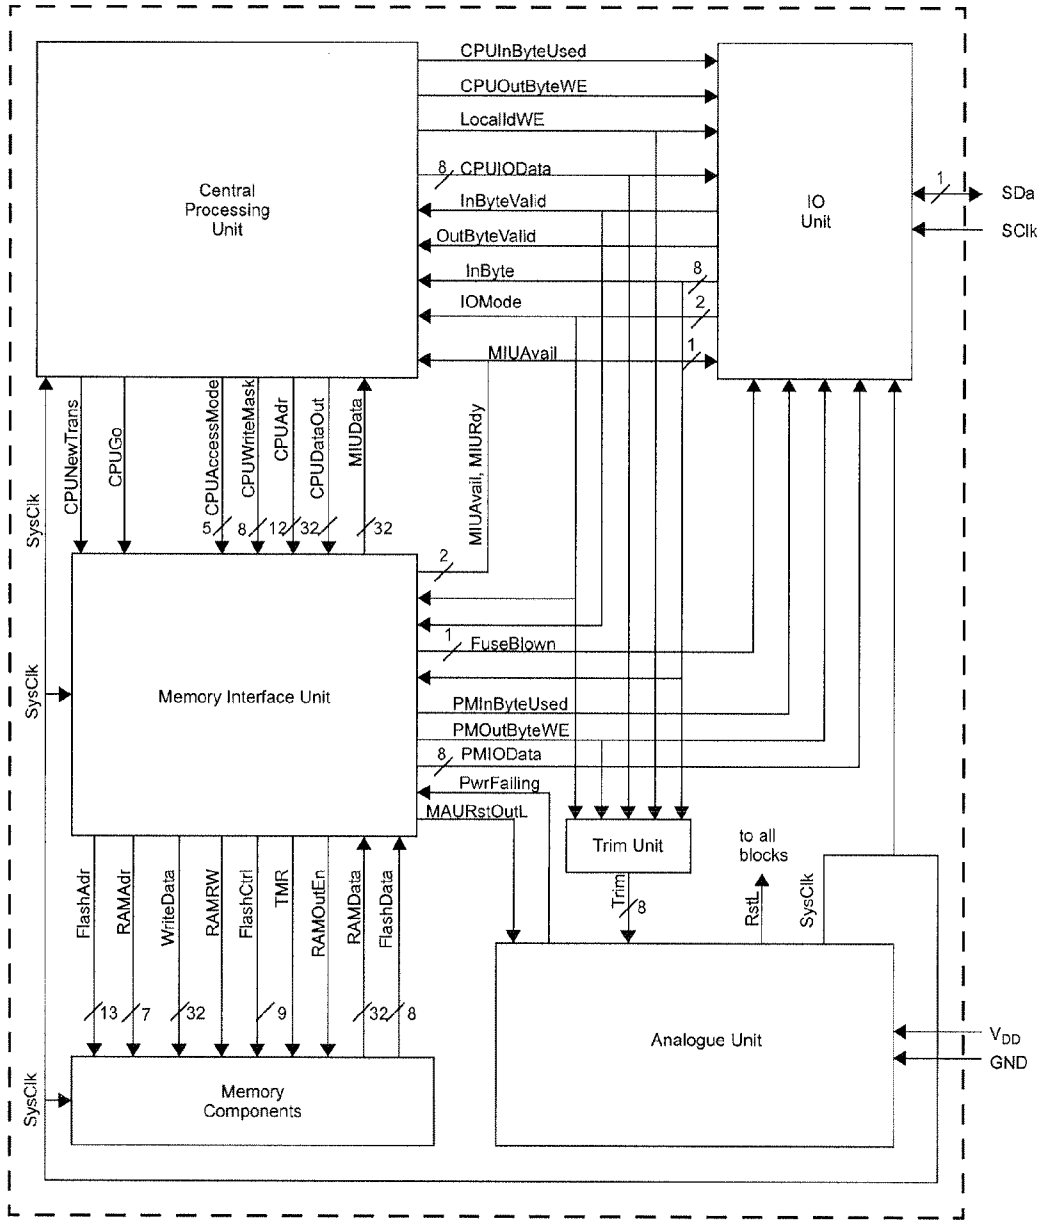 CPUInByteUsed
CPUOutByteWE
LocalIdWE
8
CPUIOData
Central
Processing
Unit
IO
Unit
1
SDa
SClk
InByteValid
OutByteValid
InByte
8
IOMode
2
MIUAvail
1
CPUNewTrans
CPUGo
CPUAccessMode
CPUWriteMask
CPUAdr
CPUDataOut
MIUData
MIUAvail, MIURdy
SysClk
5
8
12
32
32
2
1
FuseBlown
SysClk
Memory Interface Unit
PMInByteUsed
PMOutByteWE
8
PMIOData
PwrFailing
MAURstOutL
Trim Unit
to all
blocks
FlashAdr
RAMAdr
WriteData
RAMRW
FlashCtrl
TMR
RAMOutEn
RAMData
FlashData
Trim
8
RstL
SysClk
13
7
32
9
32
8
Analogue Unit
VDD
GND
SysClk
Memory
Components